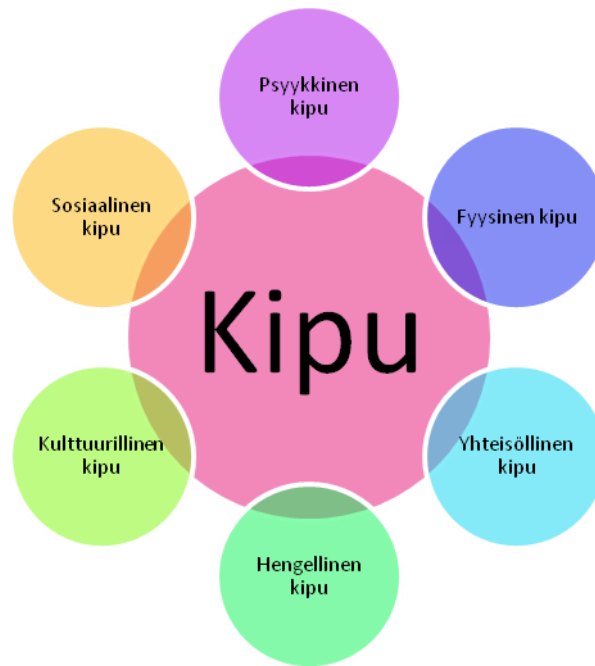 Psyykkinen
kipu
Fyysinen kipu
Yhteisöllinen
kipu
Hengellinen
kipu
Kulttuurillinen
kipu
Sosiaalinen
kipu
Kipu